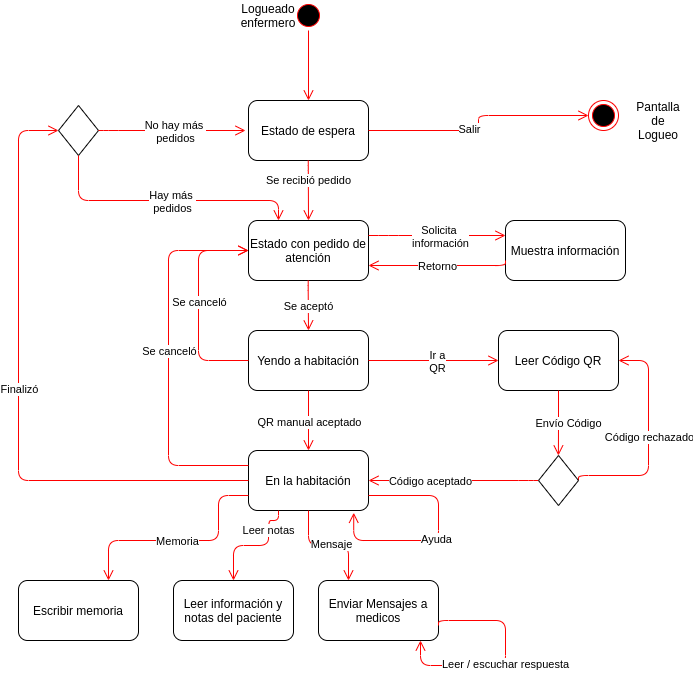 Logueado
enfermero
Pantalla
de
Logueo
No hay más
pedidos
Estado de espera
Salir
Se recibió pedido
Hay más
pedidos
Estado con pedido de
atención
Solicita
información
Muestra información
Retorno
Se canceló
Se aceptó
Se canceló
Yendo a habitación
Ir a
QR
Leer Código QR
Finalizó
QR manual aceptado
Envío Código
Código rechazado
En la habitación
Código aceptado
Leer notas
Memoria
Mensaje
Ayuda
Escribir memoria
Leer información y
notas del paciente
Enviar Mensajes a
medicos
Leer / escuchar respuesta